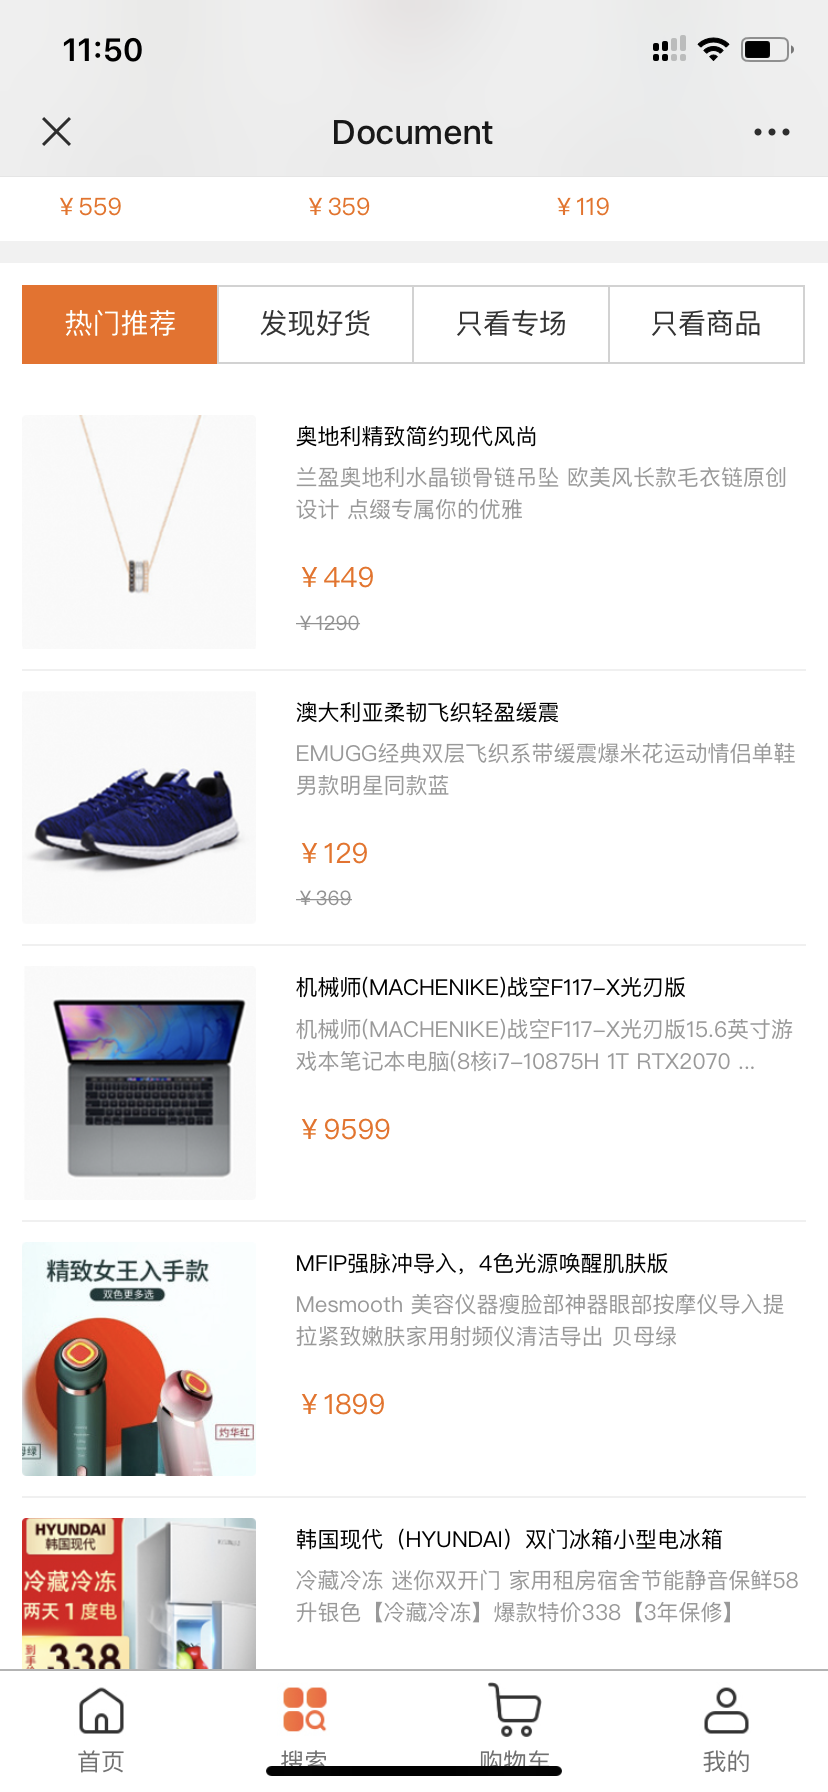 11:50
Document
¥559
¥359
¥119
热门推荐
发现好货
只看专场
只看商品
奥地利精致简约现代风尚
兰盈奥地利水晶锁骨链吊坠 欧美风长款毛衣链原创
设计 点缀专属你的优雅
¥449
¥1290
澳大利亚柔韧飞织轻盈缓震
EMUGG经典双层飞织系带缓震爆米花运动情侣单鞋
男款明星同款蓝
¥129
¥369
机械师(MACHENIKE)战空F117-X光刃版
机械师(MACHENIKE)战空F117-X光刃版15.6英寸游
戏本笔记本电脑(8核i7-10875H 1T RTX2070 ...
¥9599
精致女王入手款
双色更多选
灼华红
母绿
MFIP强脉冲导入，4色光源唤醒肌肤版
Mesmooth 美容仪器瘦脸部神器眼部按摩仪导入提
拉紧致嫩肤家用射频仪清洁导出 贝母绿
¥1899
HYUNDAI
韩国现代
冷藏冷冻
两天1度电
到手
338
韩国现代（HYUNDAI）双门冰箱小型电冰箱
冷藏冷冻 迷你双开门 家用租房宿舍节能静音保鲜58
升银色【冷藏冷冻】爆款特价338【3年保修】
首页
搜索
购物车
我的